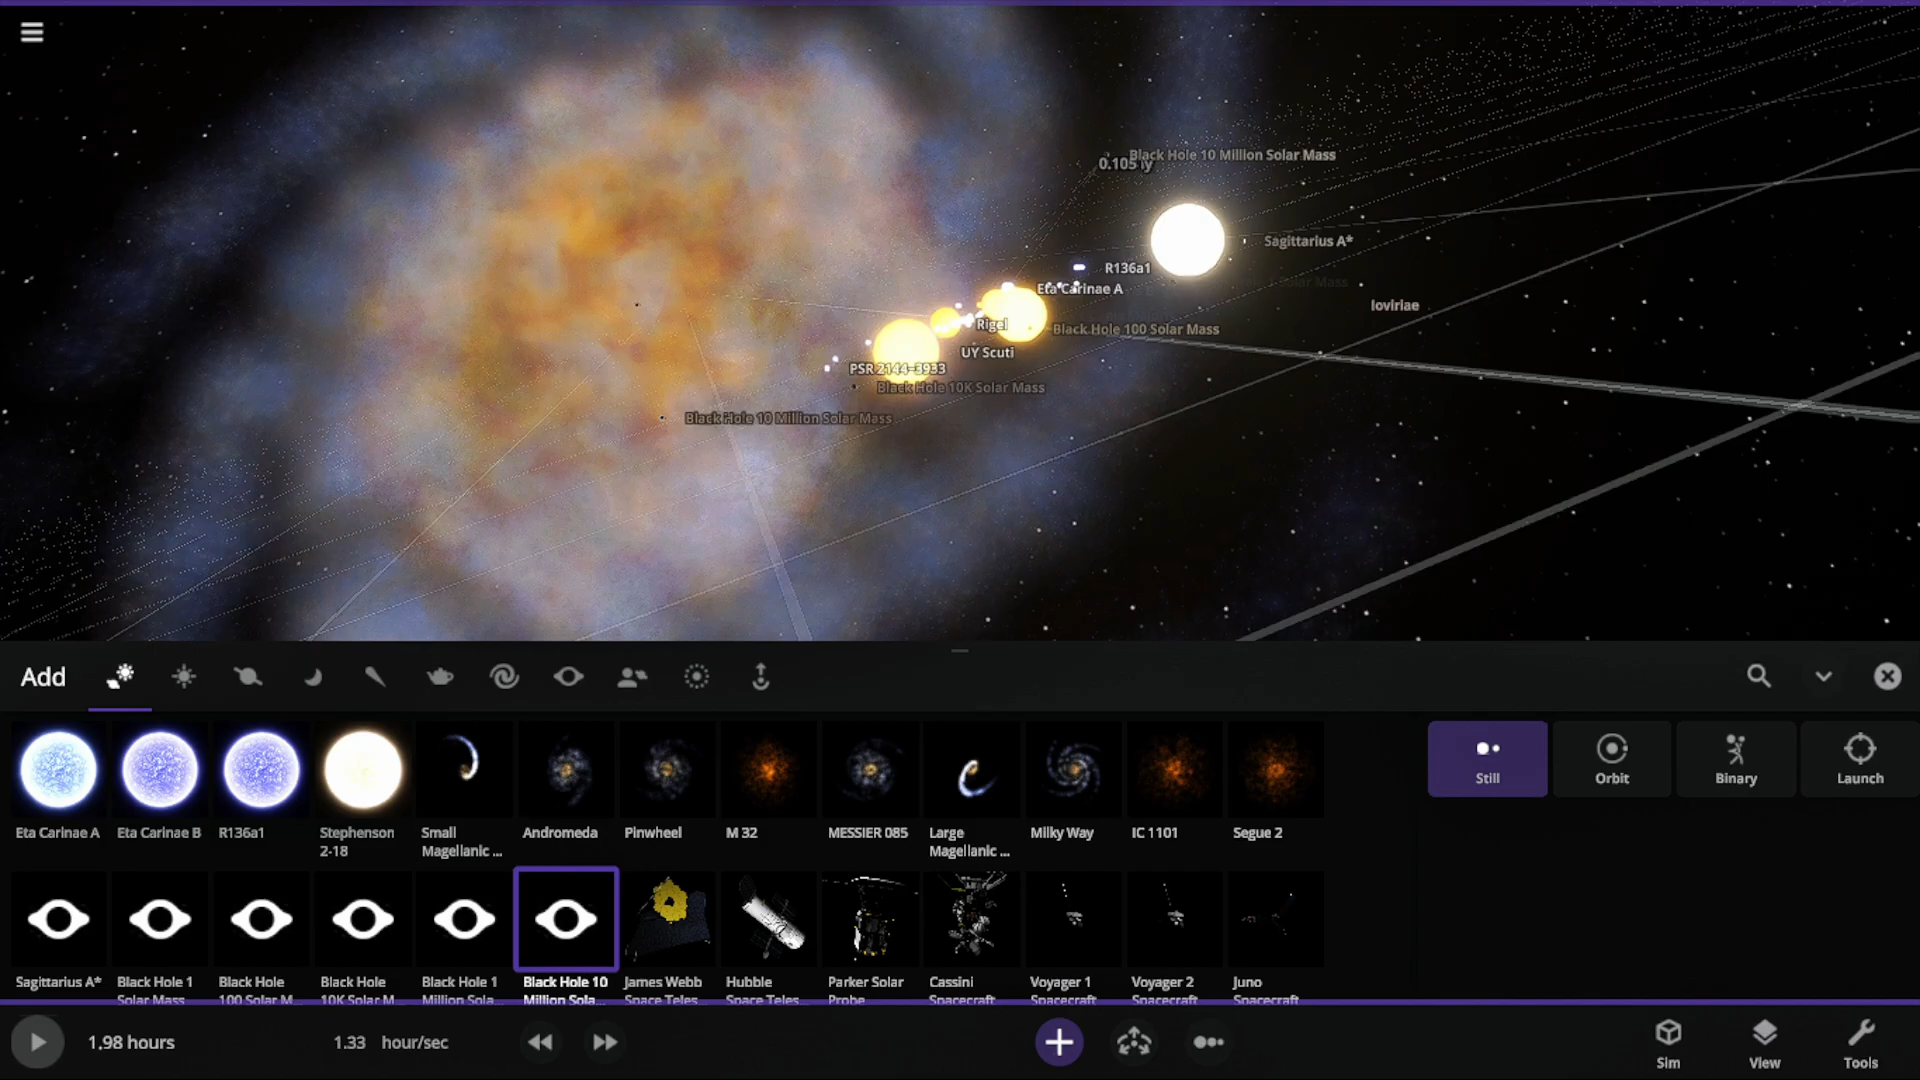 Black Hole 10 Million Solar Mass
0.105 ly
Sagittarius A*
R136a1
Solar Mass
Eta Carinae A
Ioviriae
Rigel
Black Hole 100 Solar Mass
UY Scuti
PSR 2144-3933
Black Hole 10K Solar Mass
Black Hole 10 Million Solar Mass
Add
Still
Orbit
Binary
Launch
Eta Carinae A
Eta Carinae B
R136a1
Stephenson
2-18
Small
Magellanic ...
Andromeda
Pinwheel
M 32
MESSIER 085
Large
Magellanic ...
Milky Way
IC 1101
Segue 2
Sagittarius A*
Black Hole 1
Solar Mass
Black Hole
100 Solar M...
Black Hole
10K Solar M...
Black Hole 1
Million Sola...
Black Hole 10
Million Sola...
James Webb
Space Teles...
Hubble
Space Teles...
Parker Solar
Probe
Cassini
Spacecraft
Voyager 1
Spacecraft
Voyager 2
Spacecraft
Juno
Spacecraft
1.98 hours
1.33 hour/sec
Sim
View
Tools